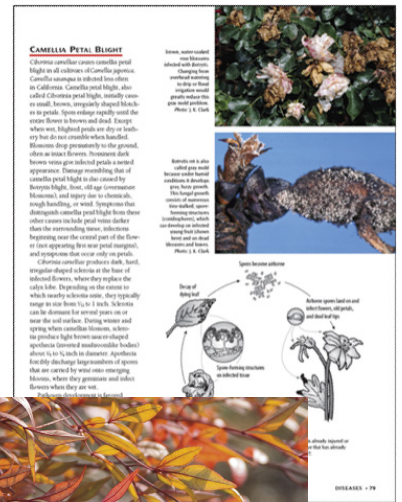 CAMELLIA PETAL BLIGHT
Ciborinia camelliae causes camellia petal
blight in all cultivars of Camellia japonica.
Camellia sasanqua is infected less often
in California. Camellia petal blight, also
called Ciborinia petal blight, initially caus-
es small, brown, irregularly shaped blotch-
es in petals. Spots enlarge rapidly until the
entire flower is brown and dead. Except
when wet, blighted petals are dry or leath-
ery but do not crumble when handled.
Blossoms drop prematurely to the ground,
often as intact flowers. Prominent dark
brown veins give infected petals a netted
appearance. Damage resembling that of
camellia petal blight is also caused by
Botrytis blight, frost, old age (overmature
blossoms), and injury due to chemicals,
rough handling, or wind. Symptoms that
distinguish camellia petal blight from these
other causes include petal veins darker
than the surrounding tissue, infections
beginning near the central part of the flow-
er (not appearing first near petal margins),
and symptoms that occur only on petals.
Ciborinia camelliae produces dark, hard,
irregular-shaped sclerotia at the base of
infected flowers, where they replace the
calyx lobe. Depending on the extent to
which nearby sclerotia unite, they typically
range in size from to 1 inch. Sclerotia
can lie dormant for several years on or
near the soil surface. During winter and
spring when camellias blossom, sclero-
tia produce light brown saucer-shaped
apothecia (inverted mushroomlike bodies)
about to inch in diameter. Apothecia
forcibly discharge large numbers of spores
that are carried by wind onto emerging
blooms, where they germinate and infect
flowers when they are wet.
Pathogen development is favored
Brown, water-soaked
rose blossoms
infected with Botrytis.
Changing from
overhead watering
to drip or flood
irrigation would
greatly reduce this
gray mold problem.
Photo: J. K. Clark
Botrytis rot is also
called gray mold
because under humid
conditions it develops
gray, fuzzy growth.
This fungal growth
consists of numerous
tree-stalked, spore-
forming structures
(conidiophores), which
can develop on infected
young fruit (shown
here) and on dead
blossoms and leaves.
Photo: J. K. Clark
Spores become airborne
Decay of
dying leaf
Airborne spores land on and
infect flowers, old petals,
and dead leaf tips
Spore-forming structures
on infected tissue
already injured or
that has already
DISEASES • 79